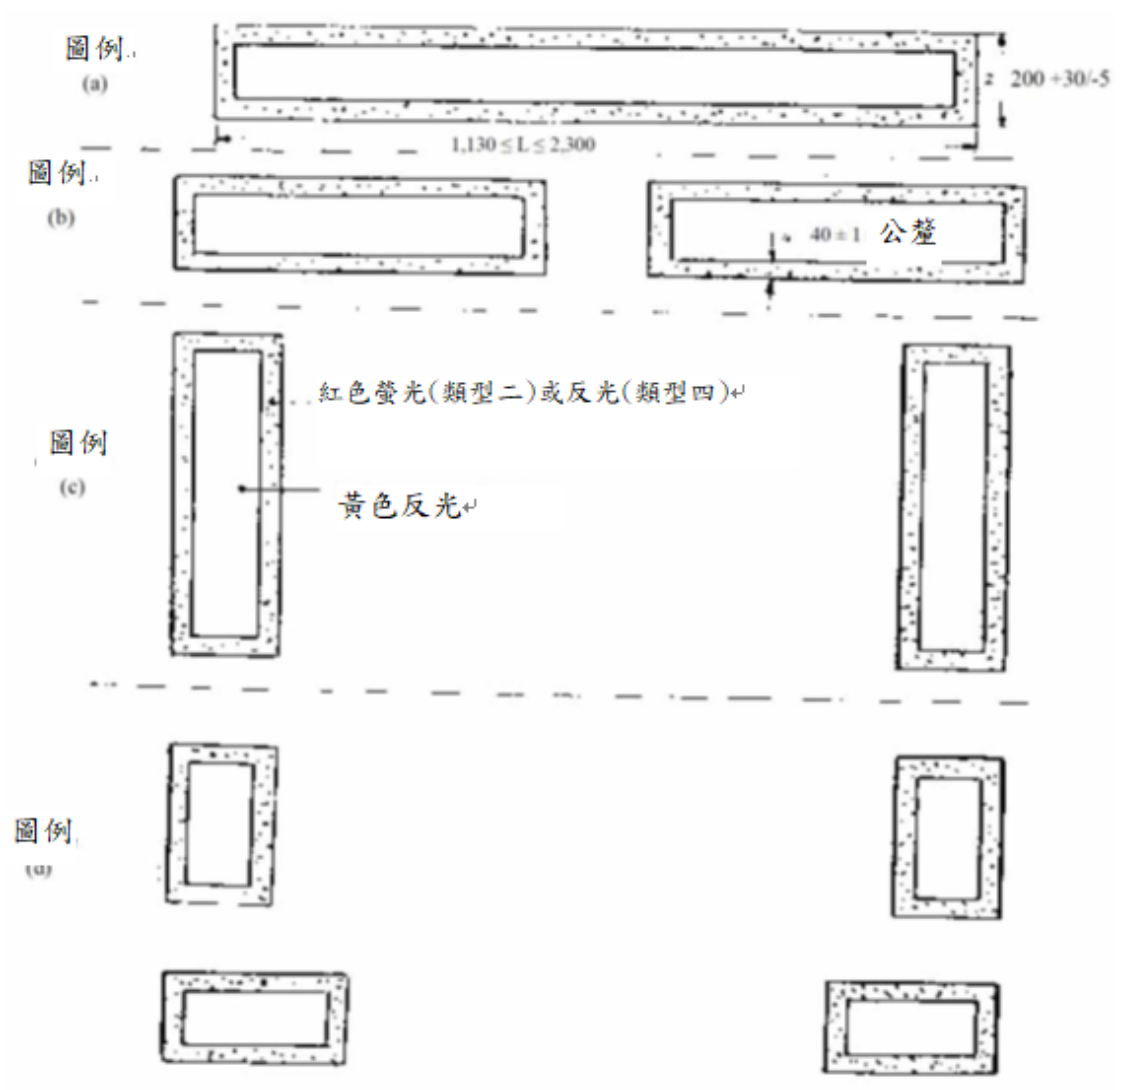 圖例
(a)
200 +30/-5
1,130 ≤ L ≤ 2,300
圖例
(b)
40 ± 1 公釐
紅色螢光(類型二)或反光(類型四)
圖例
(c)
黃色反光
圖例
(d)